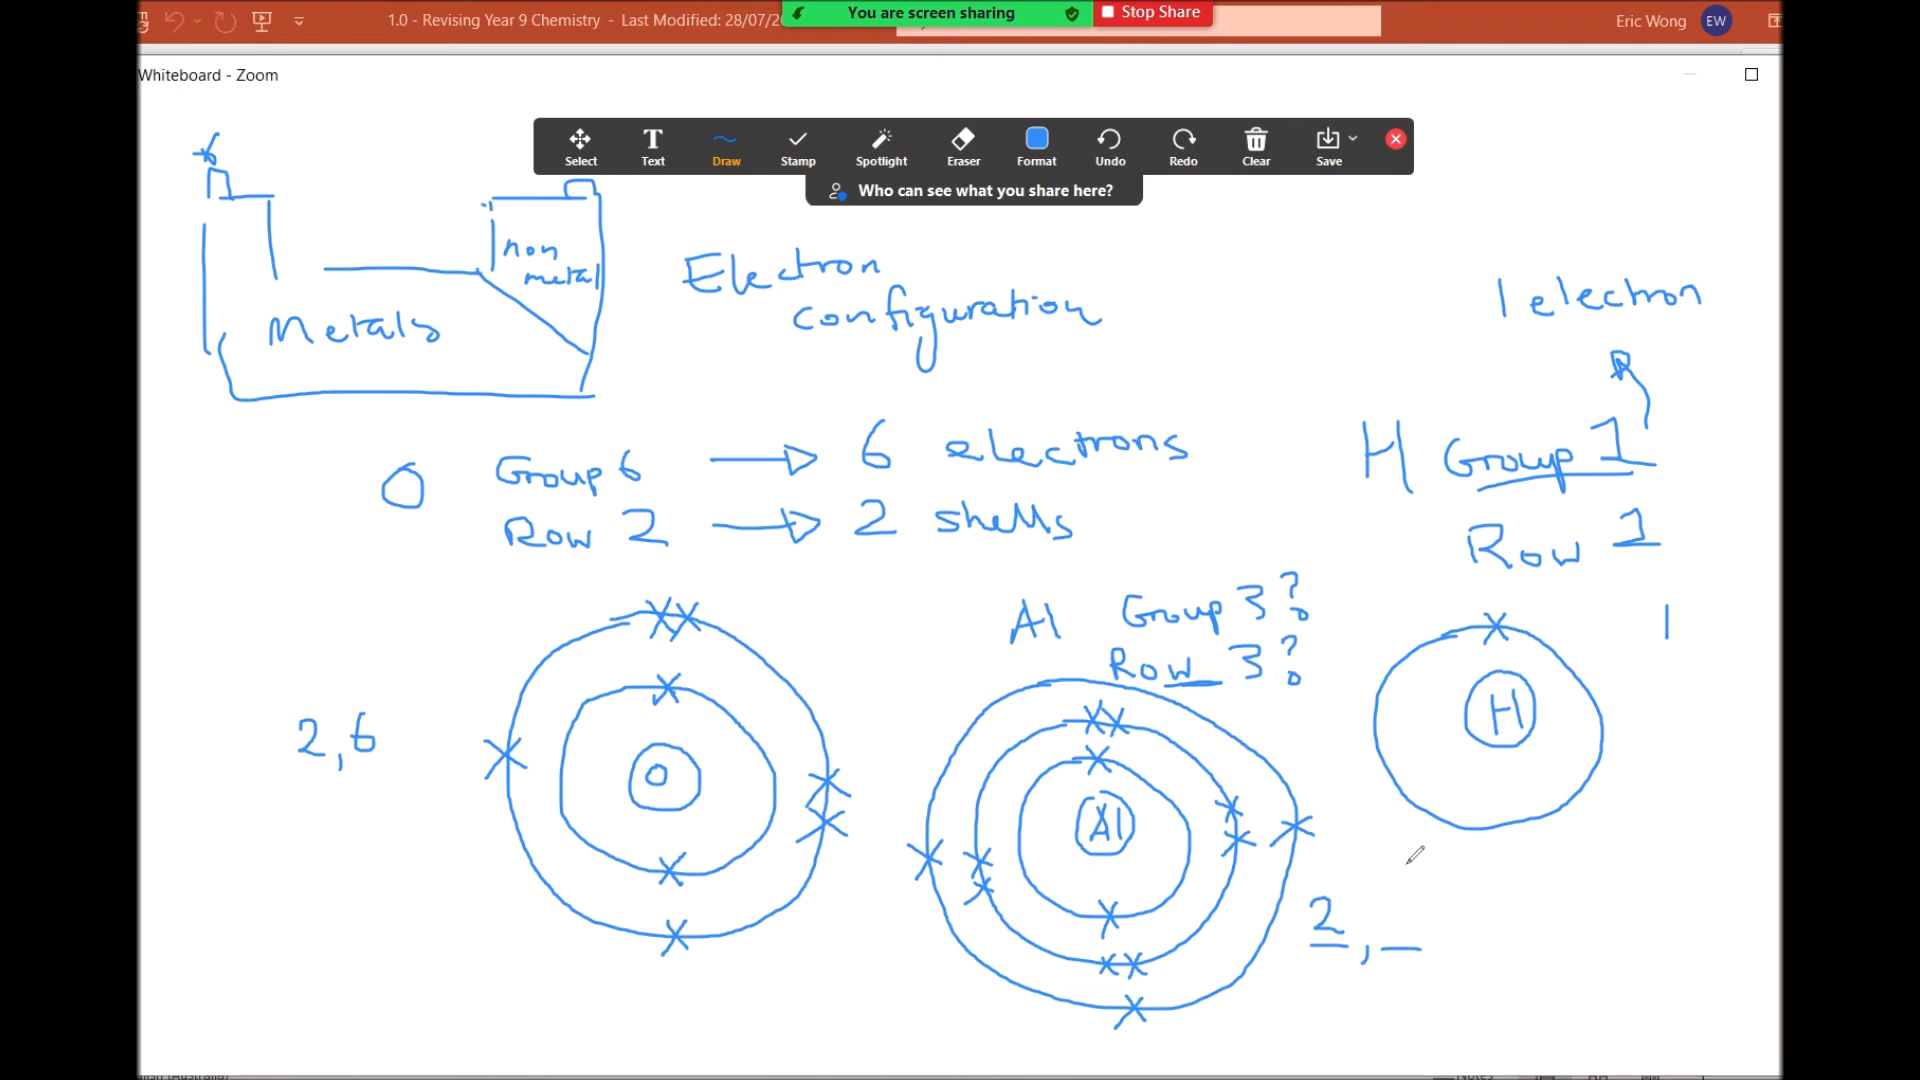 1.0 - Revising Year 9 Chemistry - Last Modified: 28/07/2
You are screen sharing
Stop Share
Eric Wong
EW
Whiteboard - Zoom
Select
Text
Draw
Stamp
Spotlight
Eraser
Format
Undo
Redo
Clear
Save
Who can see what you share here?
non
metal
Metals
Electron
configuration
1 electron
O Group 6 → 6 electrons
Row 2 → 2 shells
H Group 1
Row 1
Al Group 3?
Row 3?
1
2,6
O
Al
H
2, _